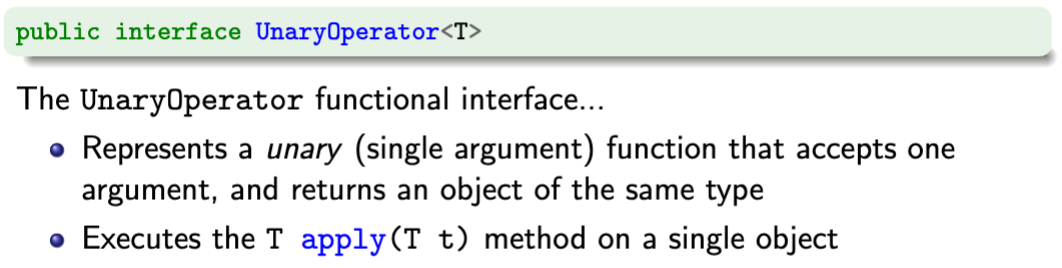 public interface UnaryOperator<T>
The UnaryOperator functional interface...
Represents a unary (single argument) function that accepts one
argument, and returns an object of the same type
Executes the T apply(T t) method on a single object